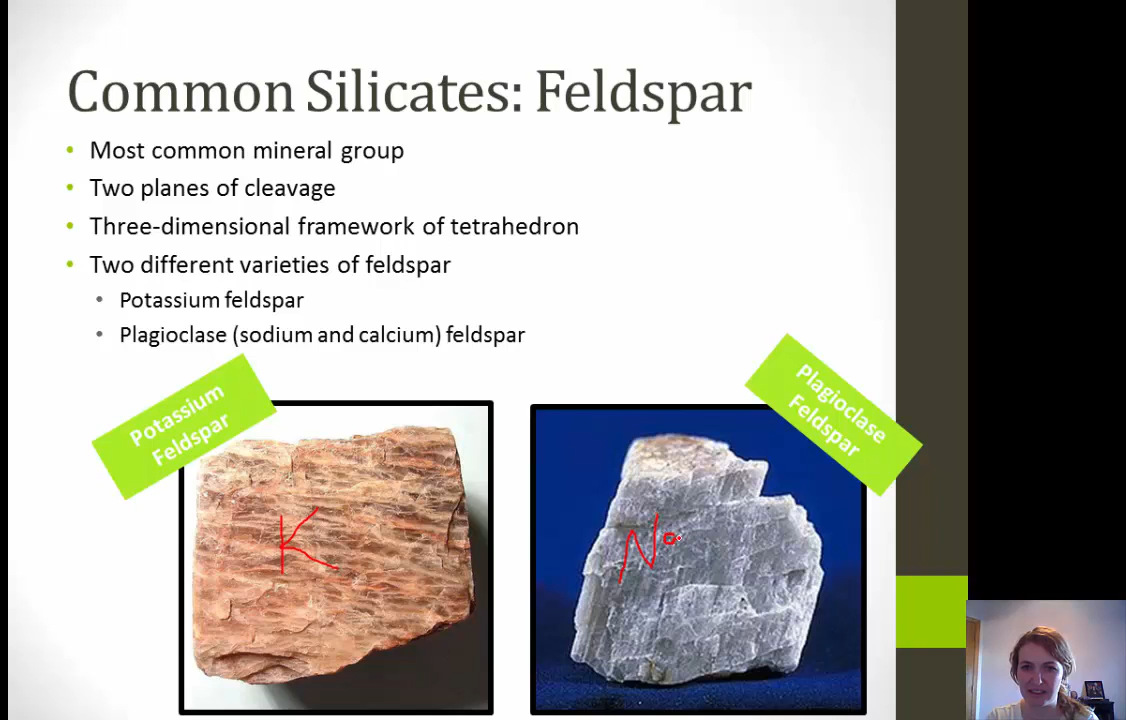 Common Silicates: Feldspar
• Most common mineral group
• Two planes of cleavage
• Three-dimensional framework of tetrahedron
• Two different varieties of feldspar
• Potassium feldspar
• Plagioclase (sodium and calcium) feldspar
Potassium
Feldspar
Plagioclase
Feldspar
K
Na